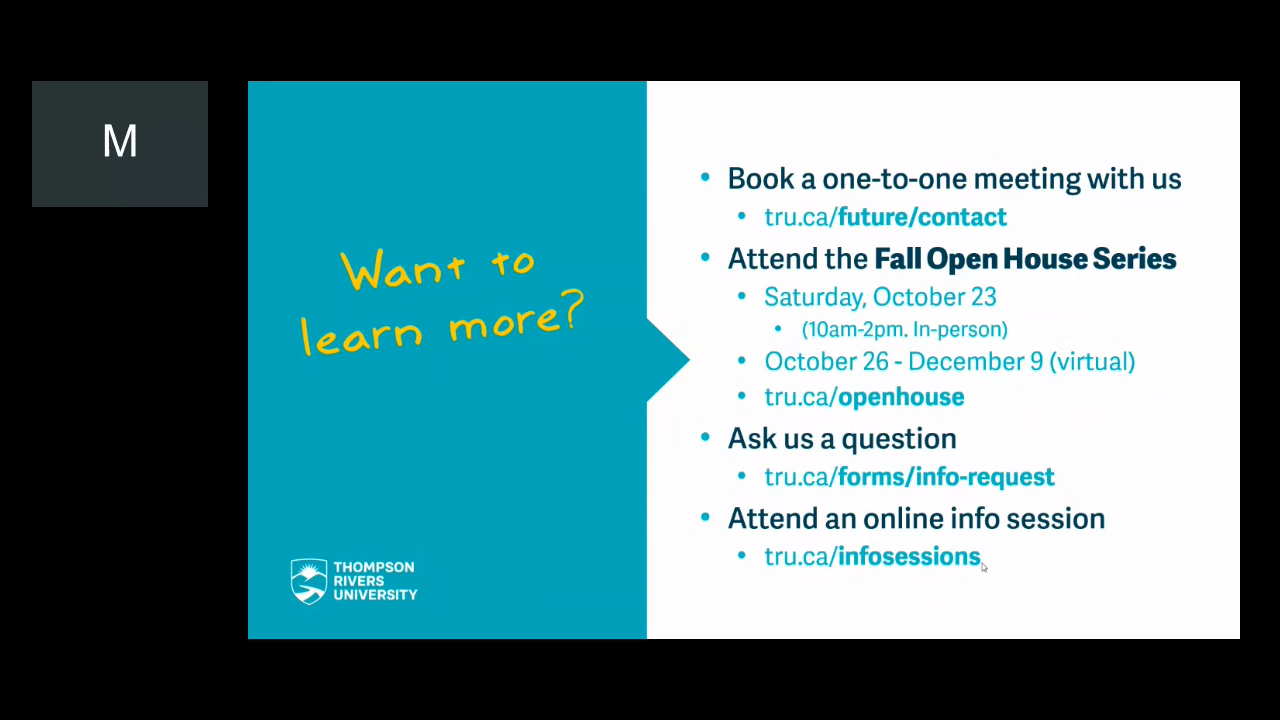 M
Want to
learn more?
THOMPSON
RIVERS
UNIVERSITY
• Book a one-to-one meeting with us
• tru.ca/future/contact
• Attend the Fall Open House Series
• Saturday, October 23
• (10am-2pm. In-person)
• October 26 - December 9 (virtual)
• tru.ca/openhouse
• Ask us a question
• tru.ca/forms/info-request
• Attend an online info session
• tru.ca/infosessions